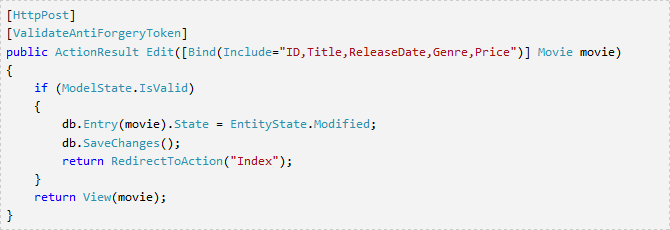 [HttpPost]
[ValidateAntiForgeryToken]
public ActionResult Edit([Bind(Include="ID,Title,ReleaseDate,Genre,Price")] Movie movie)
{
    if (ModelState.IsValid)
    {
        db.Entry(movie).State = EntityState.Modified;
        db.SaveChanges();
        return RedirectToAction("Index");
    }
    return View(movie);
}